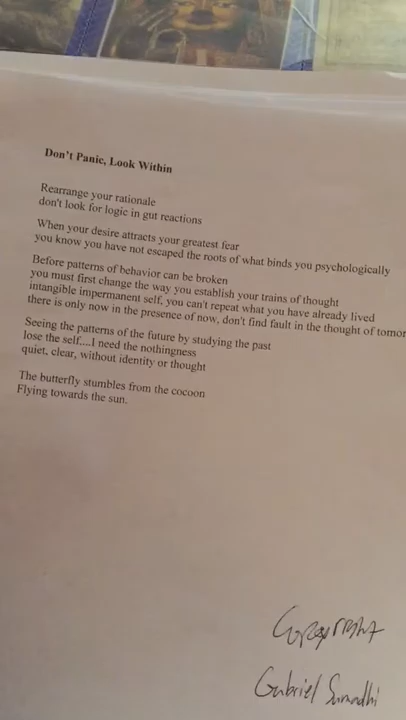 Don't Panic, Look Within
Rearrange your rationale
don't look for logic in gut reactions
When your desire attracts your greatest fear
you know you have not escaped the roots of what binds you psychologically
Before patterns of behavior can be broken
you must first change the way you establish your trains of thought
intangible impermanent self, you can't repeat what you have already lived
there is only now in the presence of now, don't find fault in the thought of tomor
Seeing the patterns of the future by studying the past
lose the self....I need the nothingness
quiet, clear, without identity or thought
The butterfly stumbles from the cocoon
Flying towards the sun.
Copyright
Gabriel Samadhi